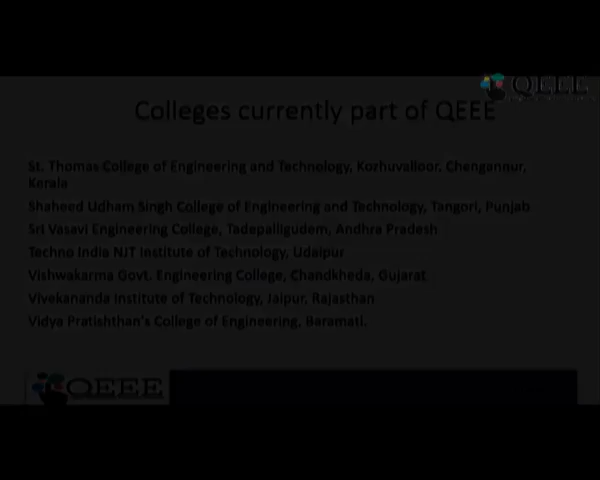 QEEE
Colleges currently part of QEEE
St. Thomas College of Engineering and Technology, Kozhuvalloor, Chengannur,
Kerala
Shaheed Udham Singh College of Engineering and Technology, Tangori, Punjab
Sri Vasavi Engineering College, Tadepalligudem, Andhra Pradesh
Techno India NJT Institute of Technology, Udaipur
Vishwakarma Govt. Engineering College, Chandkheda, Gujarat
Vivekananda Institute of Technology, Jaipur, Rajasthan
Vidya Pratishthan's College of Engineering, Baramati.
QEEE